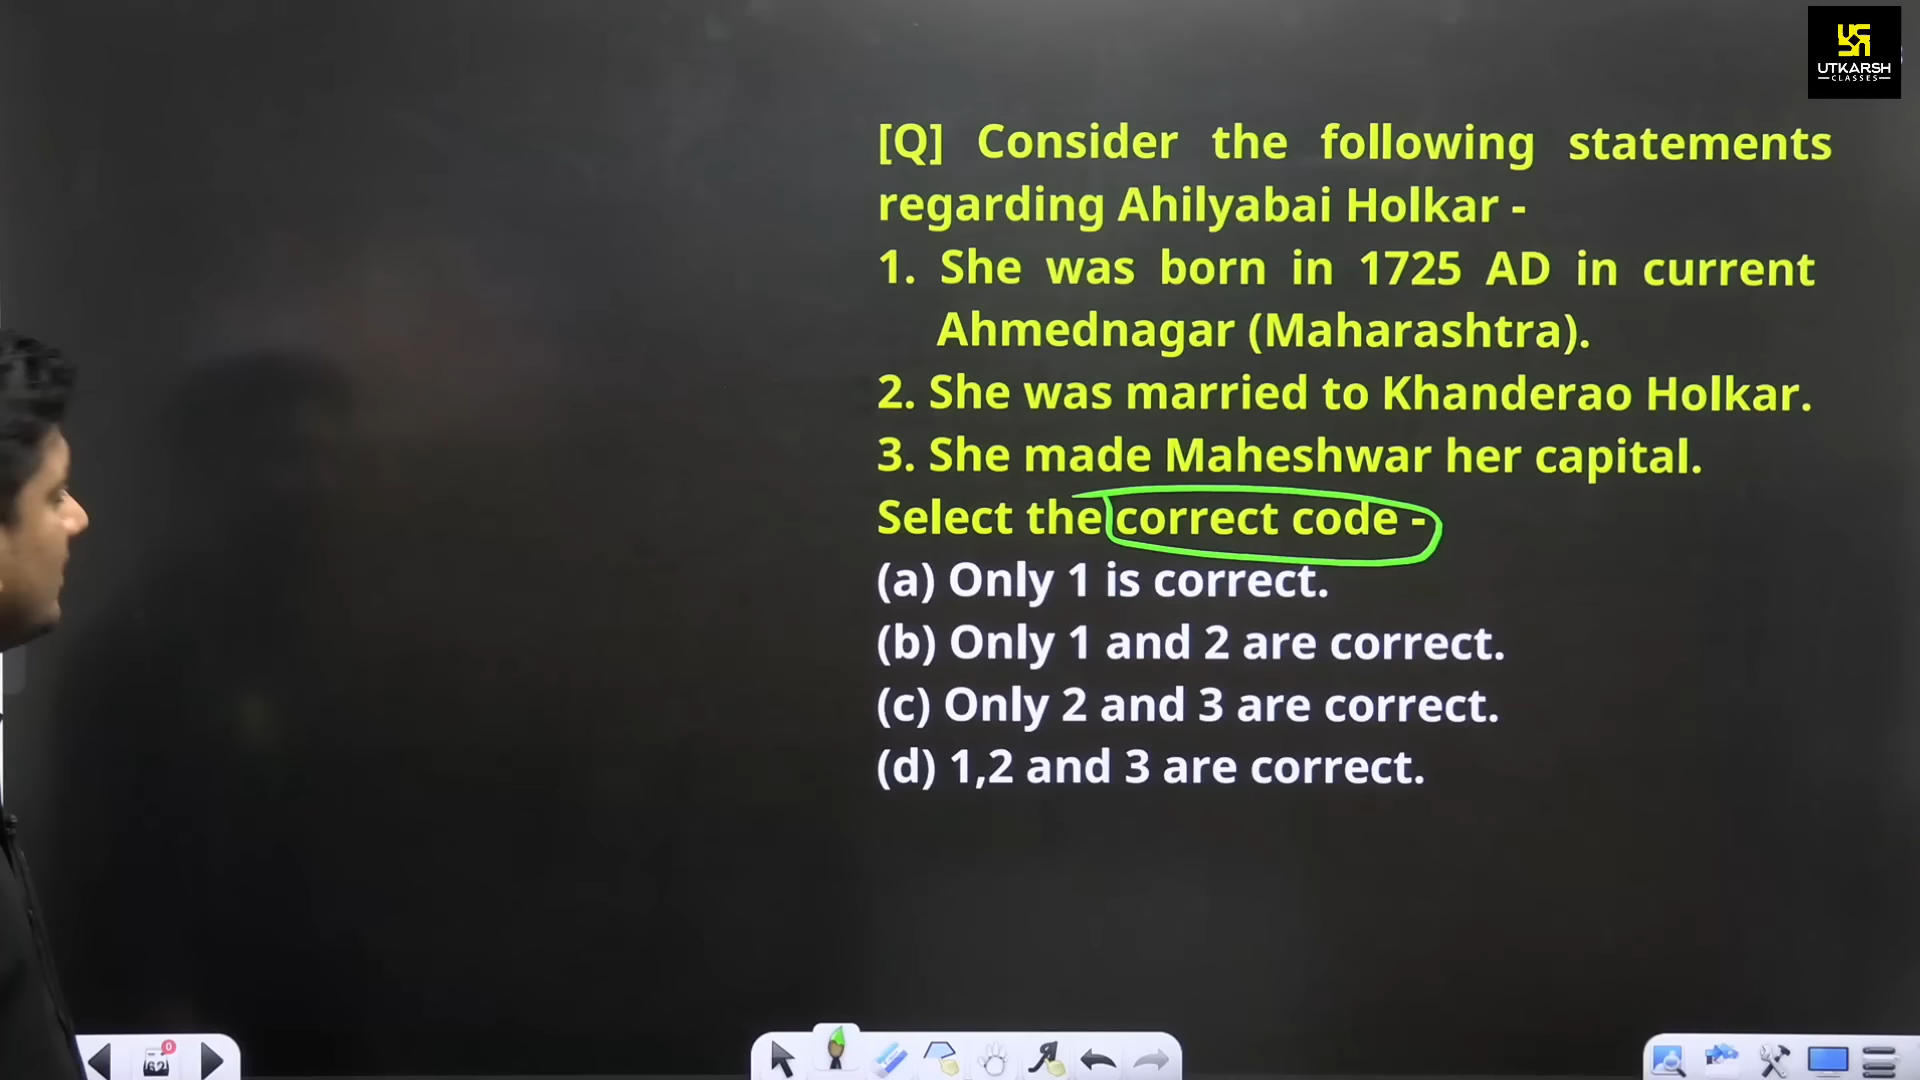 UTKARSH
CLASSES
[Q] Consider the following statements
regarding Ahilyabai Holkar -
1. She was born in 1725 AD in current
Ahmednagar (Maharashtra).
2. She was married to Khanderao Holkar.
3. She made Maheshwar her capital.
Select the correct code -
(a) Only 1 is correct.
(b) Only 1 and 2 are correct.
(c) Only 2 and 3 are correct.
(d) 1,2 and 3 are correct.
0
62